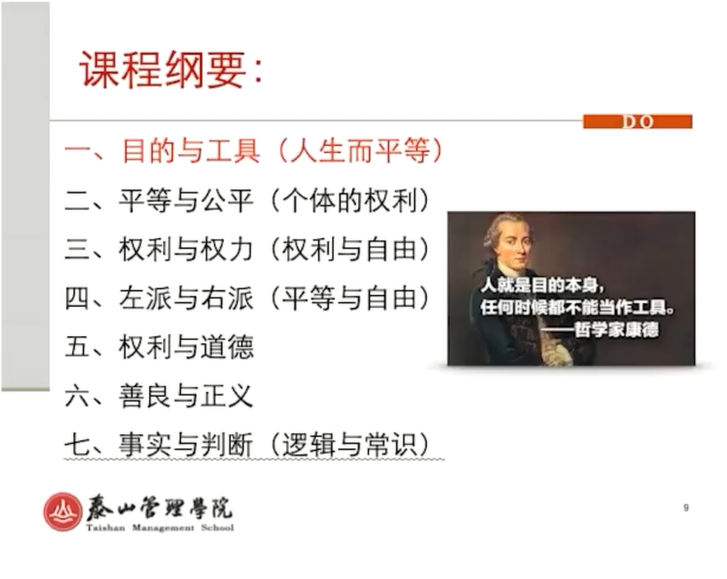 课程纲要：
DO
一、目的与工具（人生而平等）
二、平等与公平（个体的权利）
三、权利与权力（权利与自由）
四、左派与右派（平等与自由）
五、权利与道德
六、善良与正义
七、事实与判断（逻辑与常识）
人就是目的本身，
任何时候都不能当作工具。
——哲学家康德
泰山管理學院
Taishan Management School
9